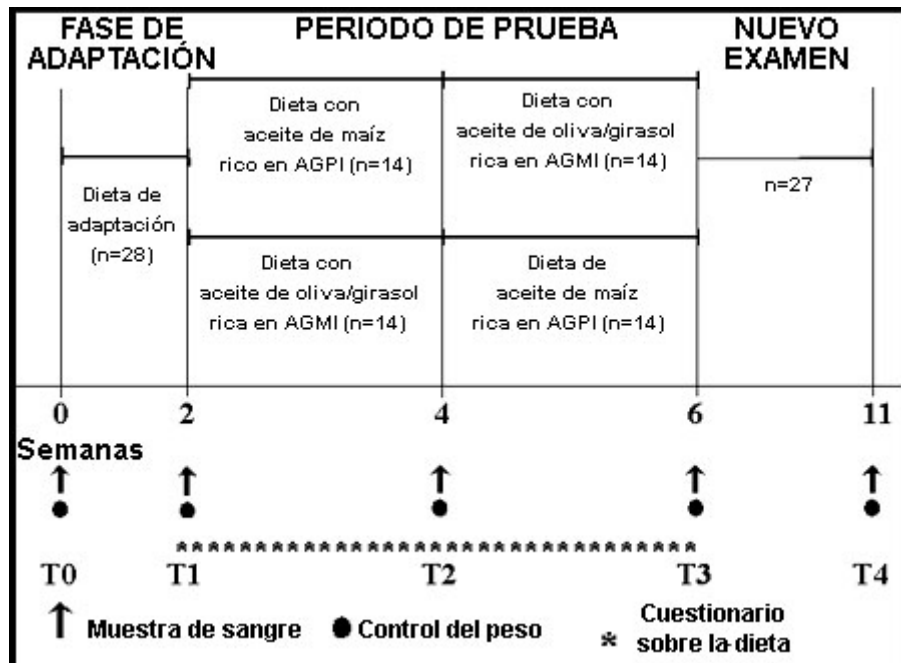 FASE DE
ADAPTACIÓN
PERIODO DE PRUEBA
NUEVO
EXAMEN
Dieta con
aceite de maíz
rico en AGPI (n=14)
Dieta con
aceite de oliva/girasol
rica en AGMI (n=14)
n=27
Dieta de
adaptación
(n=28)
Dieta con
aceite de oliva/girasol
rica en AGMI (n=14)
Dieta de
aceite de maíz
rica en AGPI (n=14)
0 2 4 6 11
Semanas
T0 T1 T2 T3 T4
Muestra de sangre
Control del peso
Cuestionario
sobre la dieta